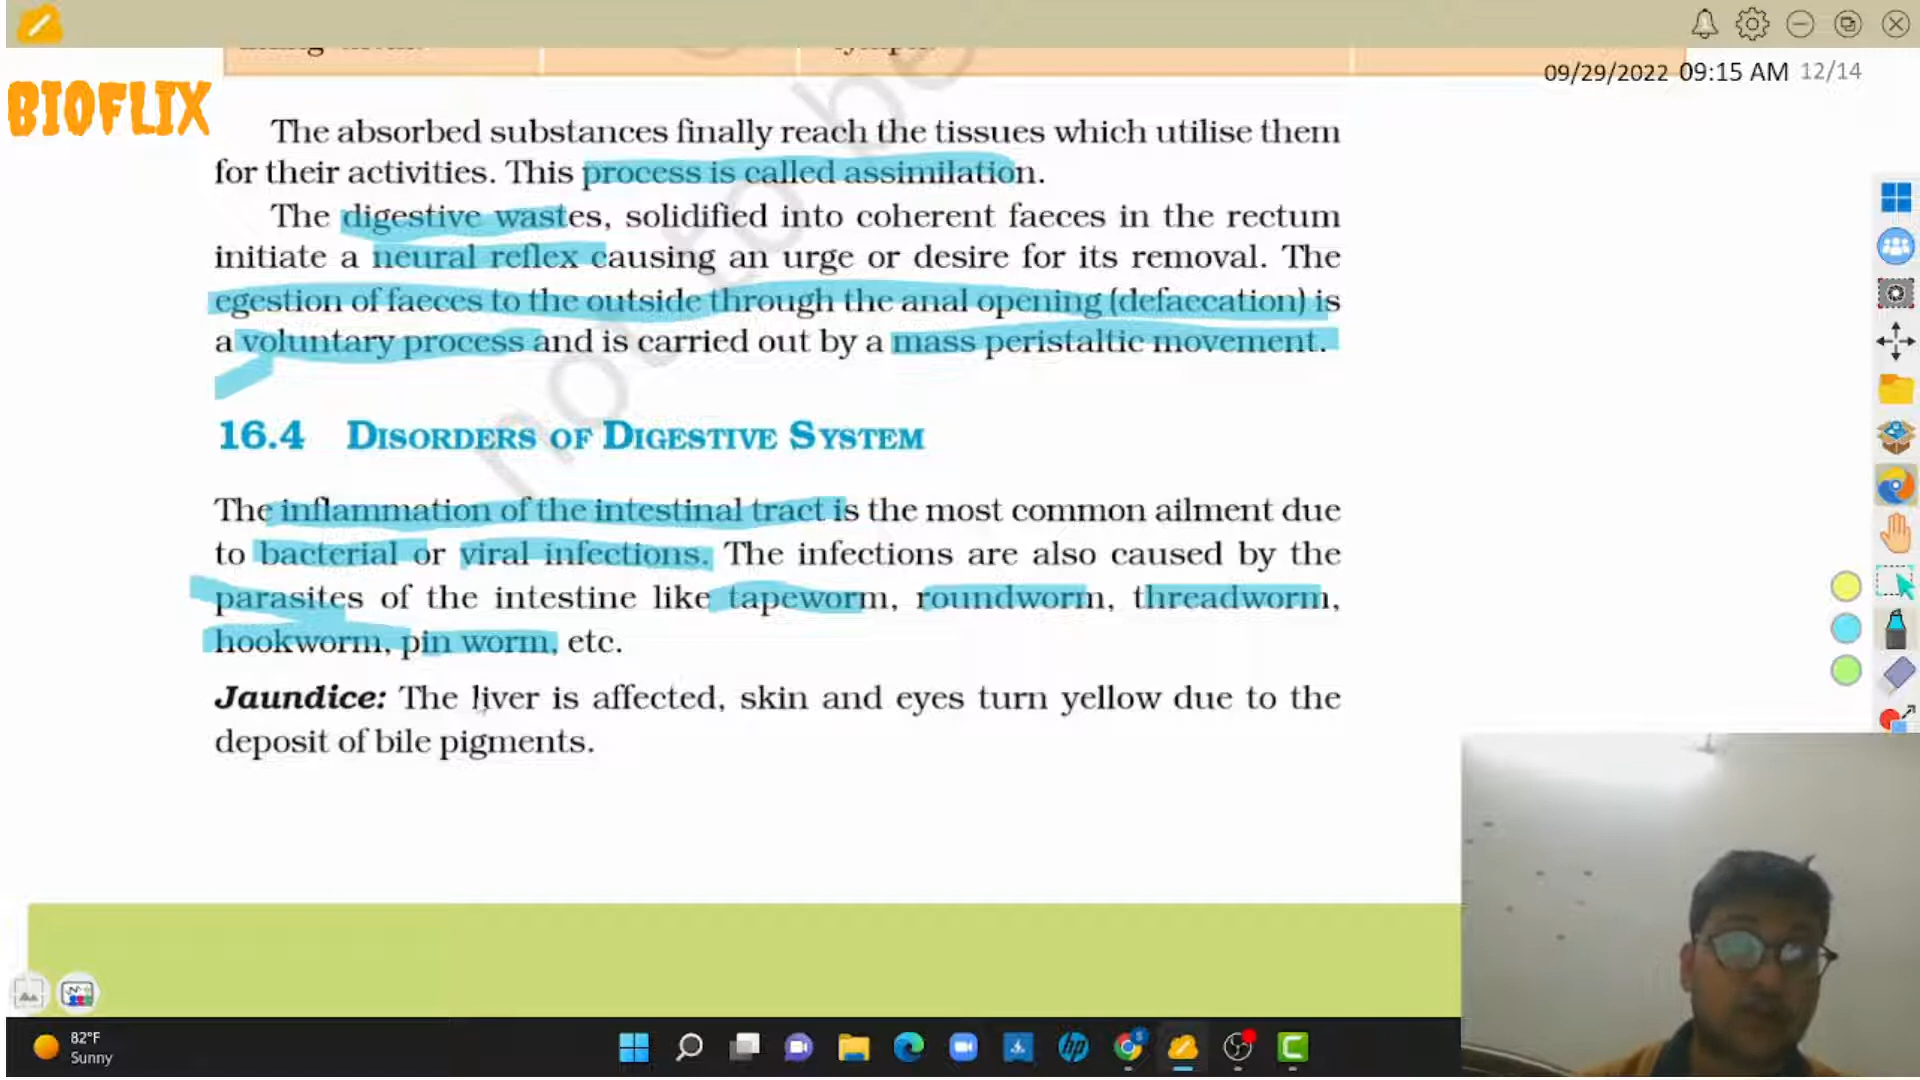 09/29/2022 09:15 AM 12/14
BIOFLIX
The absorbed substances finally reach the tissues which utilise them
for their activities. This process is called assimilation.
The digestive wastes, solidified into coherent faeces in the rectum
initiate a neural reflex causing an urge or desire for its removal. The
egestion of faeces to the outside through the anal opening (defaecation) is
a voluntary process and is carried out by a mass peristaltic movement.
16.4 DISORDERS OF DIGESTIVE SYSTEM
The inflammation of the intestinal tract is the most common ailment due
to bacterial or viral infections. The infections are also caused by the
parasites of the intestine like tapeworm, roundworm, threadworm,
hookworm, pin worm, etc.
Jaundice: The liver is affected, skin and eyes turn yellow due to the
deposit of bile pigments.
not to be
82°F
Sunny
hp